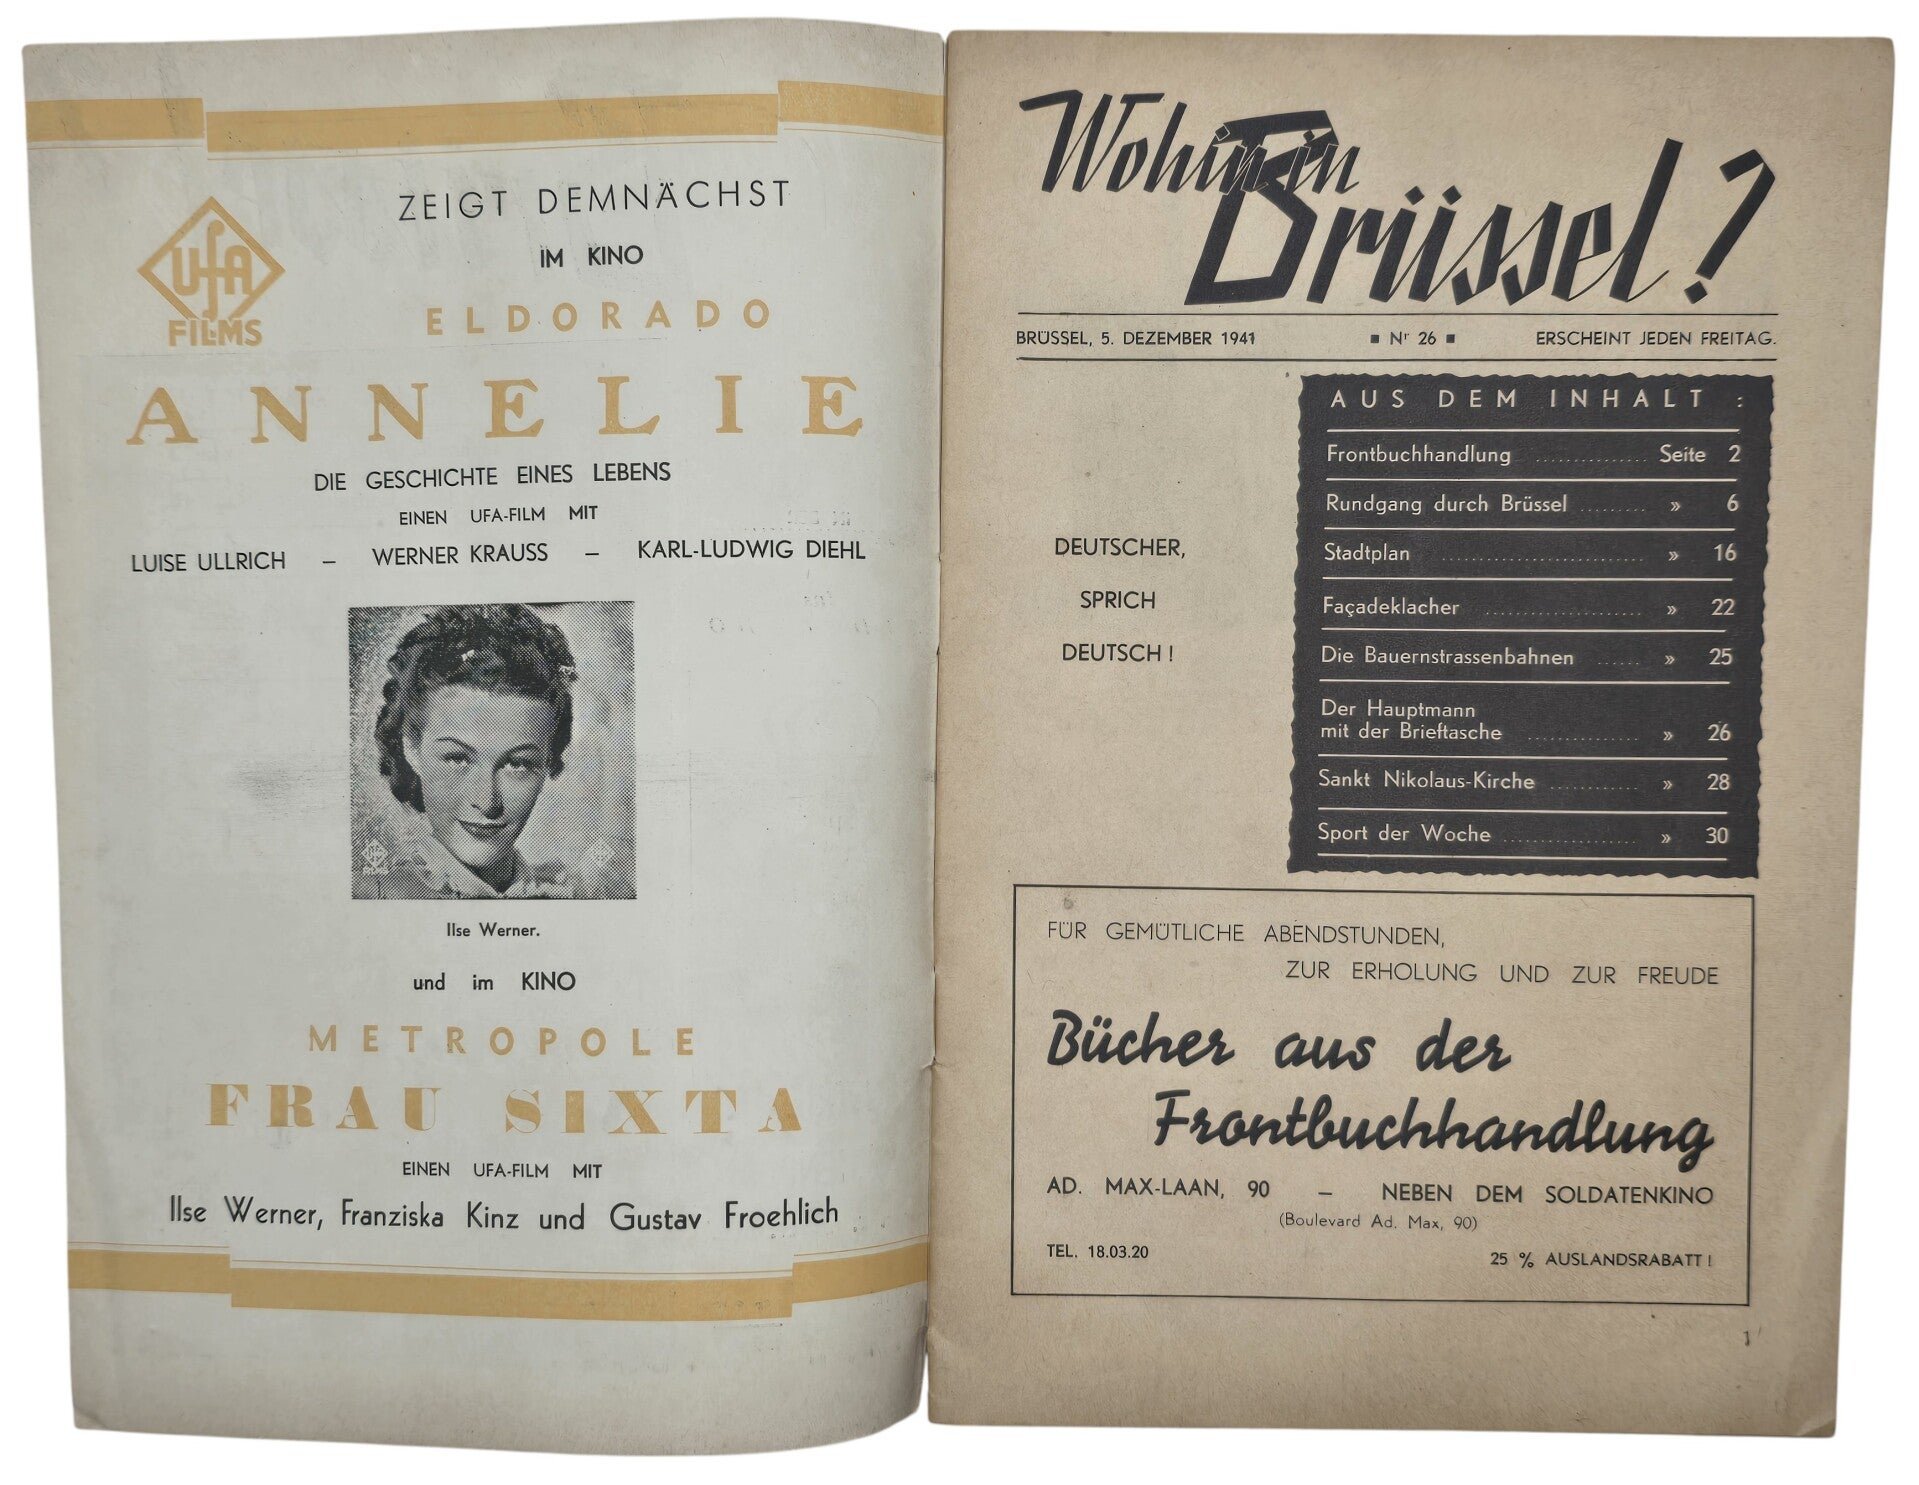 UFA
FILMS
ZEIGT DEMNÄCHST
IM KINO
ELDORADO
ANNELIE
DIE GESCHICHTE EINES LEBENS
EINEN UFA-FILM MIT
LUISE ULLRICH – WERNER KRAUSS – KARL-LUDWIG DIEHL
Ilse Werner.
und im KINO
METROPOLE
FRAU SIXTA
EINEN UFA-FILM MIT
Ilse Werner, Franziska Kinz und Gustav Froehlich
Wohin in
Brüssel?
BRÜSSEL, 5. DEZEMBER 1941 ■ Nr 26 ■ ERSCHEINT JEDEN FREITAG.
DEUTSCHER,
SPRICH
DEUTSCH !
AUS DEM INHALT :
Frontbuchhandlung .............. Seite 2
Rundgang durch Brüssel ......... » 6
Stadtplan ............................ » 16
Façadeklacher ...................... » 22
Die Bauernstrassenbahnen ...... » 25
Der Hauptmann
mit der Brieftasche ............... » 26
Sankt Nikolaus-Kirche ............ » 28
Sport der Woche .................. » 30
FÜR GEMÜTLICHE ABENDSTUNDEN,
ZUR ERHOLUNG UND ZUR FREUDE
Bücher aus der
Frontbuchhandlung
AD. MAX-LAAN, 90 – NEBEN DEM SOLDATENKINO
(Boulevard Ad. Max, 90)
TEL. 18.03.20 25 % AUSLANDSRABATT !
1